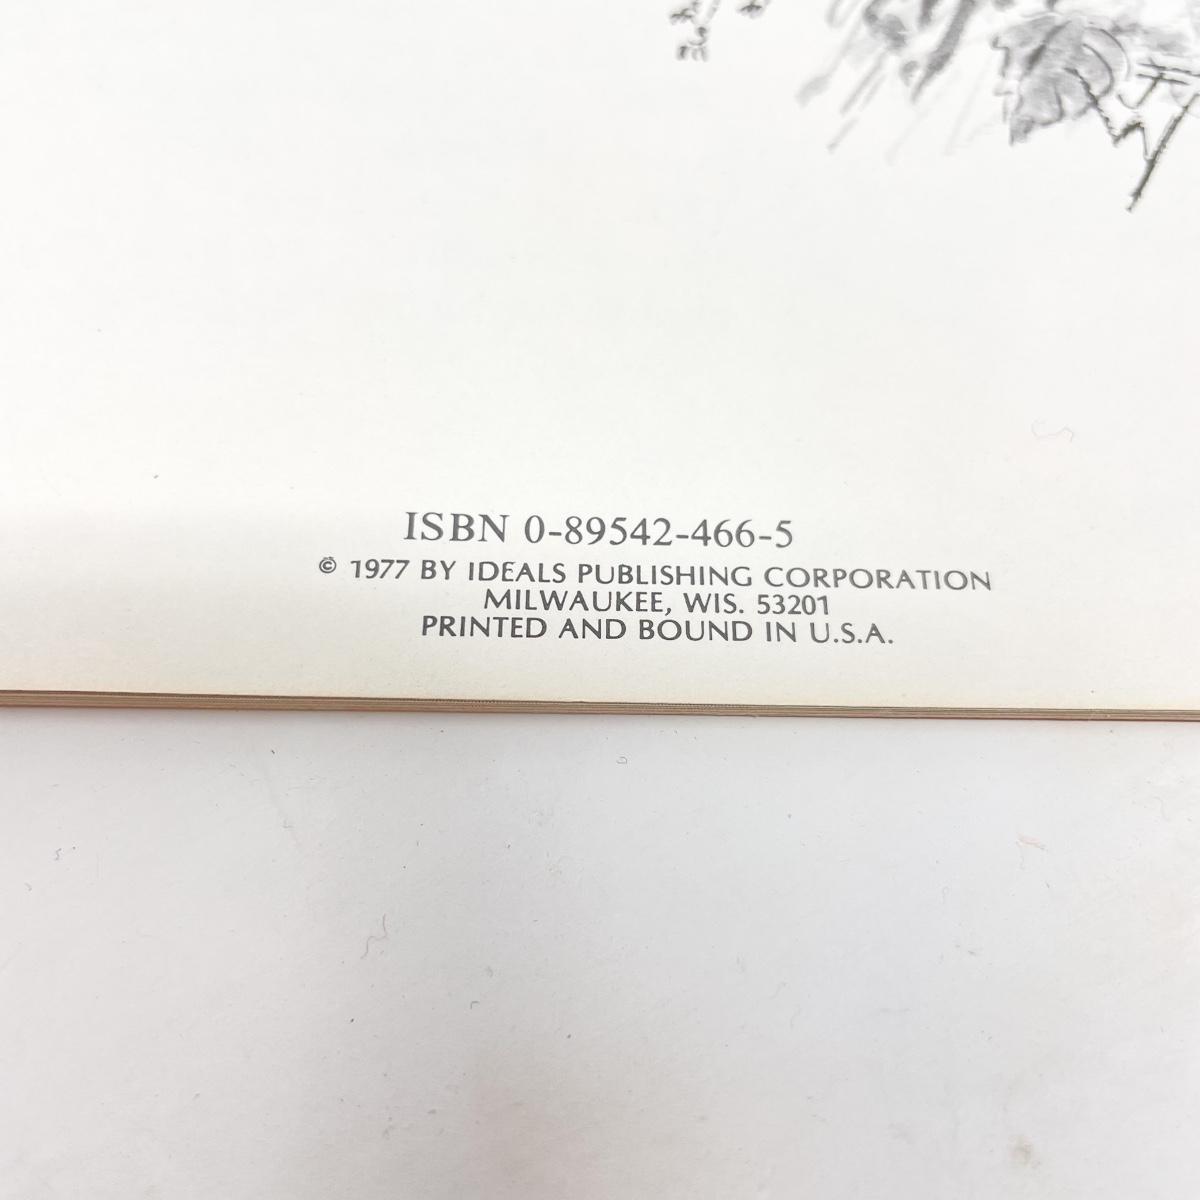 ISBN 0-89542-466-5
© 1977 BY IDEALS PUBLISHING CORPORATION
MILWAUKEE, WIS. 53201
PRINTED AND BOUND IN U.S.A.